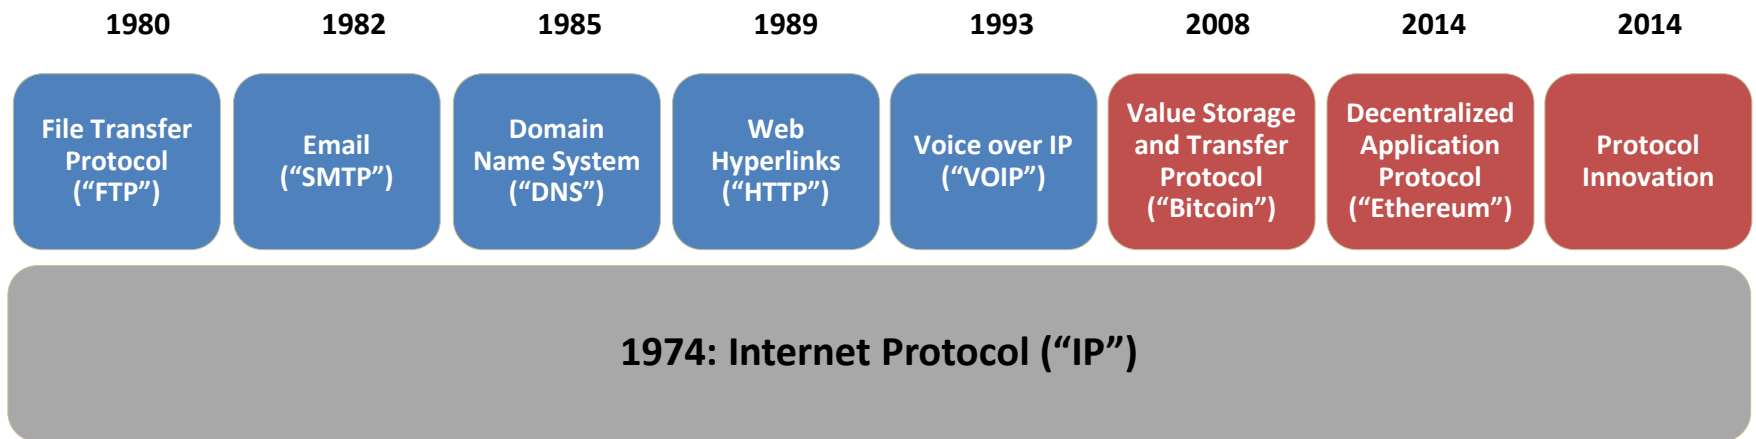 1980 1982 1985 1989 1993 2008 2014 2014
File Transfer
Protocol
(“FTP”)
Email
(“SMTP”)
Domain
Name System
(“DNS”)
Web
Hyperlinks
(“HTTP”)
Voice over IP
(“VOIP”)
Value Storage
and Transfer
Protocol
(“Bitcoin”)
Decentralized
Application
Protocol
(“Ethereum”)
Protocol
Innovation
1974: Internet Protocol (“IP”)